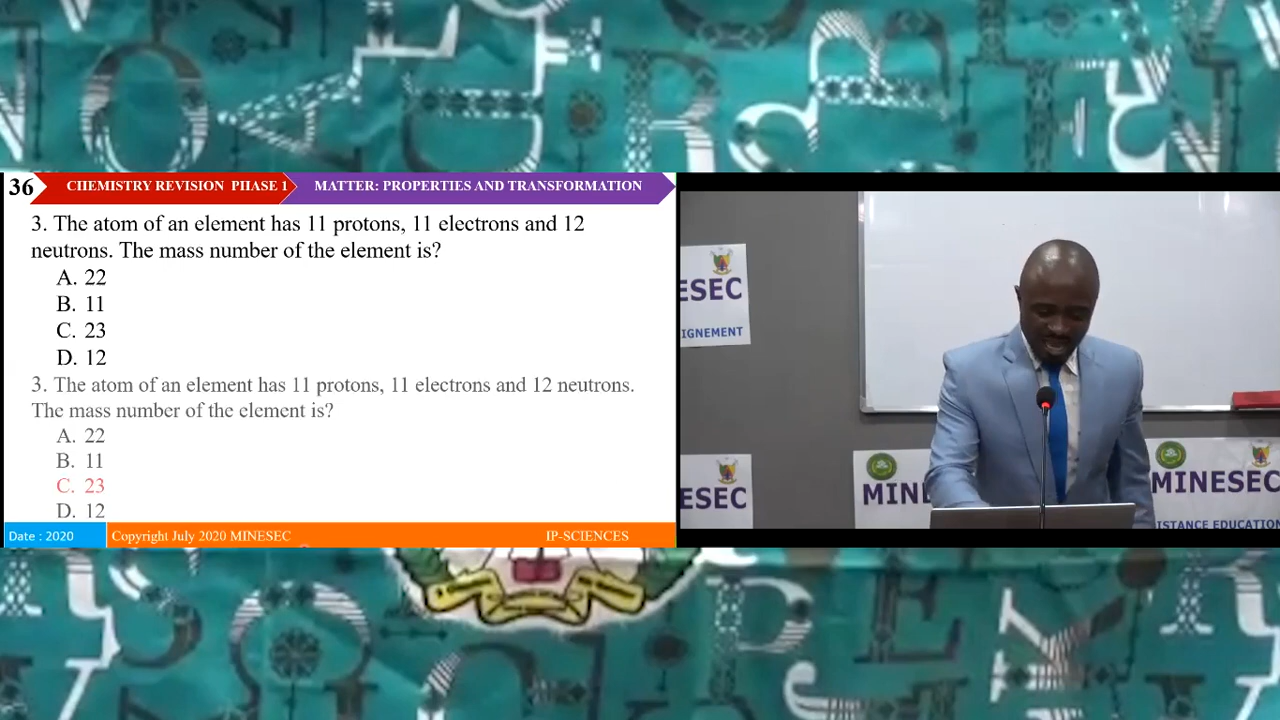 36
CHEMISTRY REVISION PHASE 1
MATTER: PROPERTIES AND TRANSFORMATION
3. The atom of an element has 11 protons, 11 electrons and 12
neutrons. The mass number of the element is?
A. 22
B. 11
C. 23
D. 12
3. The atom of an element has 11 protons, 11 electrons and 12 neutrons.
The mass number of the element is?
A. 22
B. 11
C. 23
D. 12
Date : 2020
Copyright July 2020 MINESEC
IP-SCIENCES
ESEC
IGNEMENT
ESEC
MINE
MINESEC
ISTANCE EDUCATION